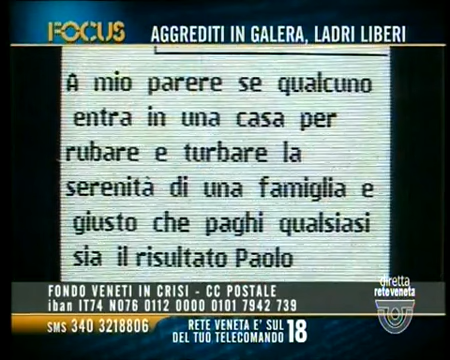 FOCUS AGGREDITI IN GALERA, LADRI LIBERI
A mio parere se qualcuno
entra in una casa per
rubare e turbare la
serenità di una famiglia e
giusto che paghi qualsiasi
sia il risultato Paolo
diretta
reteveneta
FONDO VENETI IN CRISI - CC POSTALE
iban IT74 N076 0112 0000 0101 7942 739
SMS 340 3218806
RETE VENETA E' SUL 18
DEL TUO TELECOMANDO